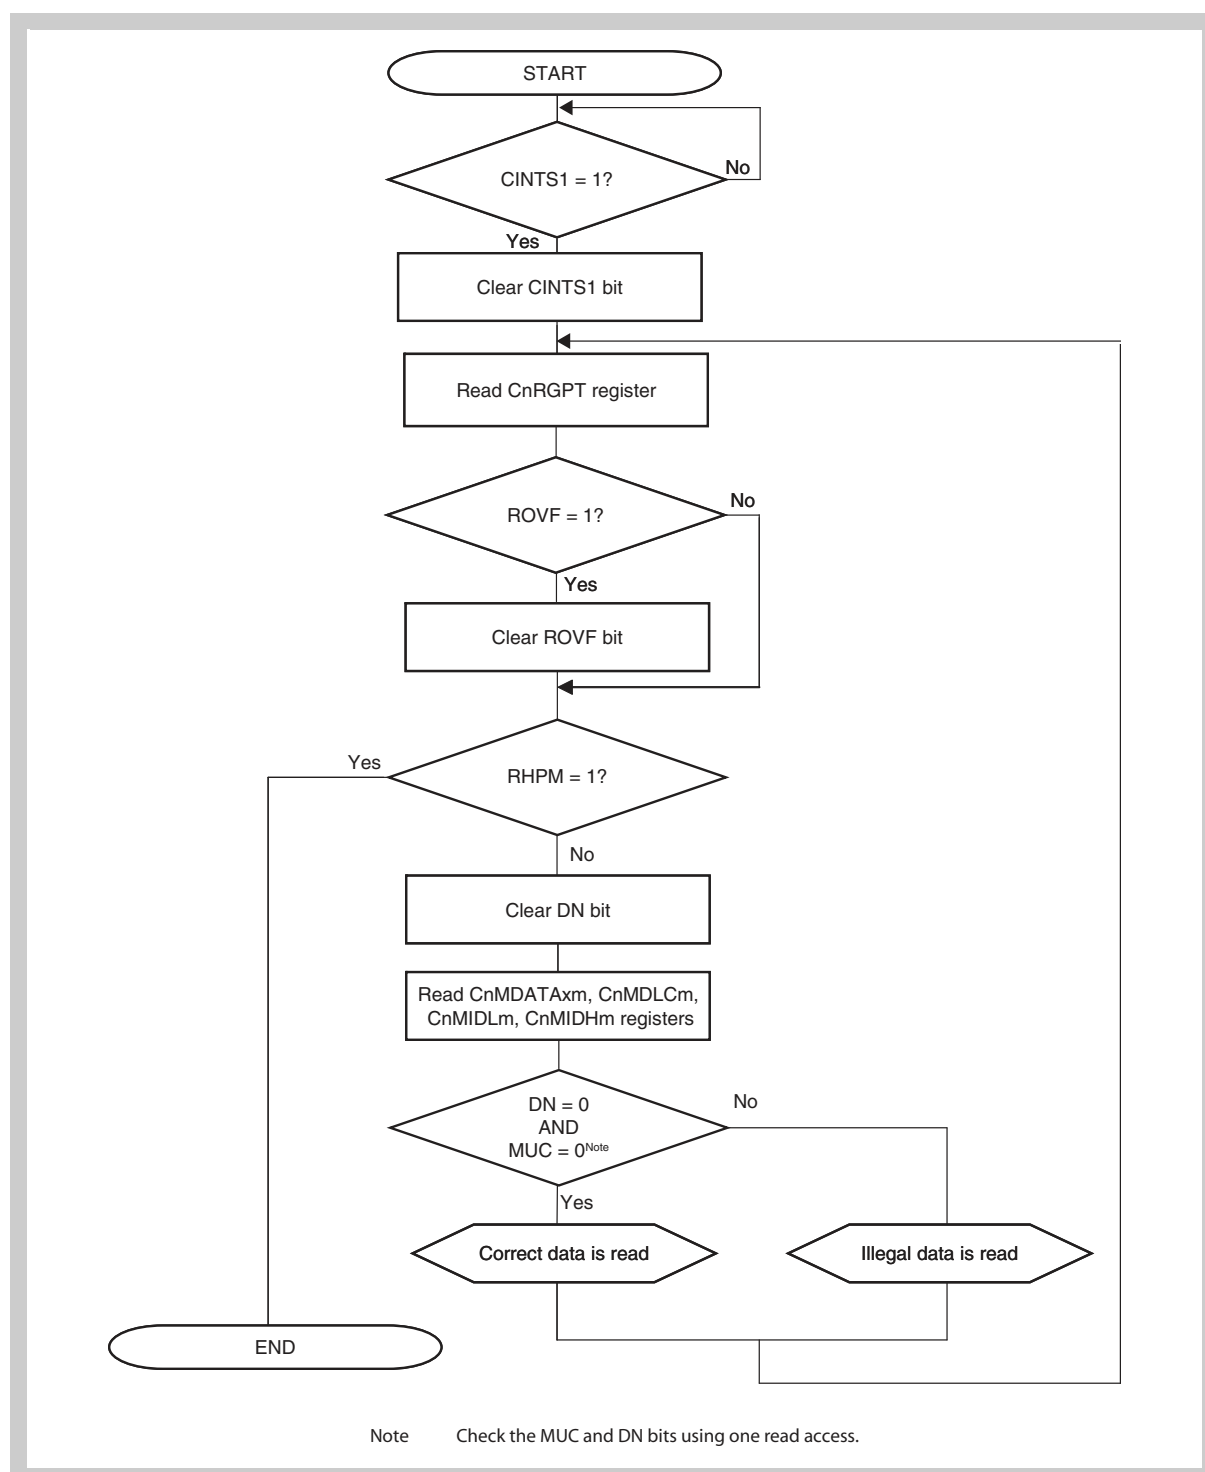 START
CINTS1 = 1?
No
Yes
Clear CINTS1 bit
Read CnRGPT register
ROVF = 1?
No
Yes
Clear ROVF bit
RHPM = 1?
Yes
No
Clear DN bit
Read CnMDATAxm, CnMDLCm,
CnMIDLm, CnMIDHm registers
DN = 0
AND
MUC = 0Note
No
Yes
Correct data is read
Illegal data is read
END
Note Check the MUC and DN bits using one read access.